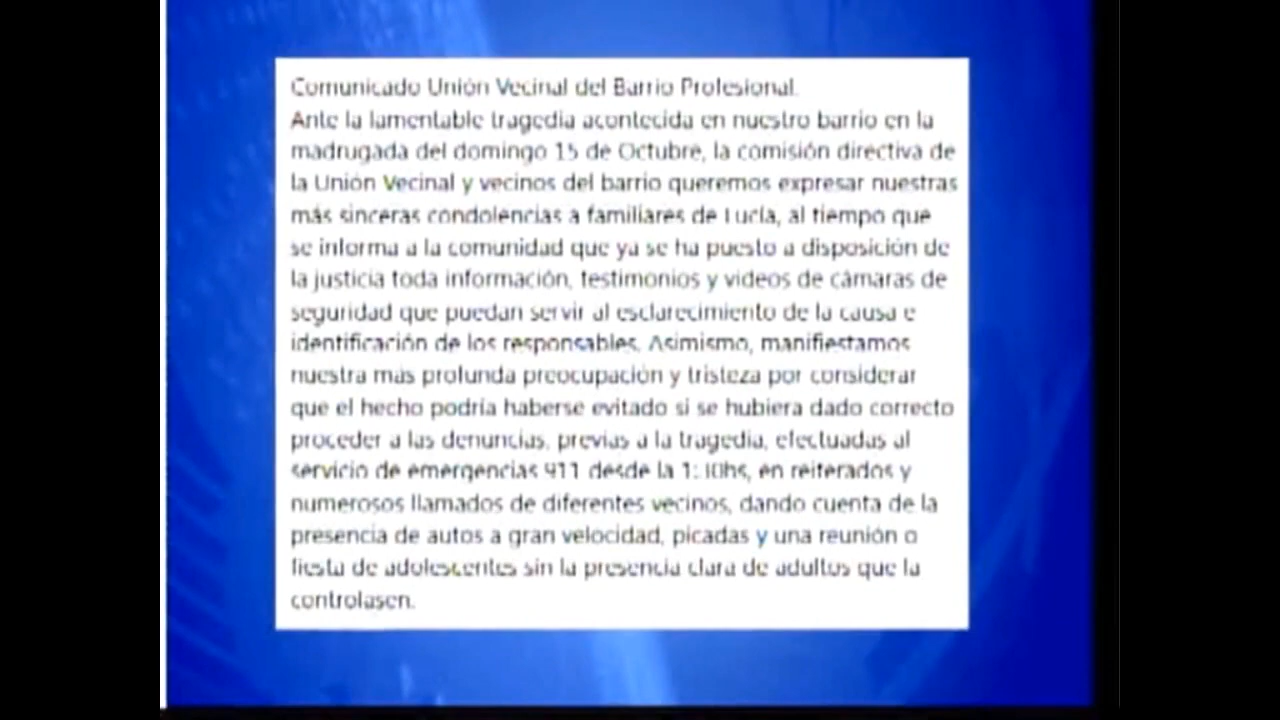 Comunicado Unión Vecinal del Barrio Profesional.
Ante la lamentable tragedia acontecida en nuestro barrio en la
madrugada del domingo 15 de Octubre, la comisión directiva de
la Unión Vecinal y vecinos del barrio queremos expresar nuestras
más sinceras condolencias a familiares de Lucía, al tiempo que
se informa a la comunidad que ya se ha puesto a disposición de
la justicia toda información, testimonios y videos de cámaras de
seguridad que puedan servir al esclarecimiento de la causa e
identificación de los responsables. Asimismo, manifiestamos
nuestra más profunda preocupación y tristeza por considerar
que el hecho podría haberse evitado si se hubiera dado correcto
proceder a las denuncias, previas a la tragedia, efectuadas al
servicio de emergencias 911 desde la en reiterados y
numerosos llamados de diferentes vecinos, dando cuenta de la
presencia de autos a gran velocidad, picadas y una reunión o
fiesta de adolescentes sin la presencia clara de adultos que la
controlasen.